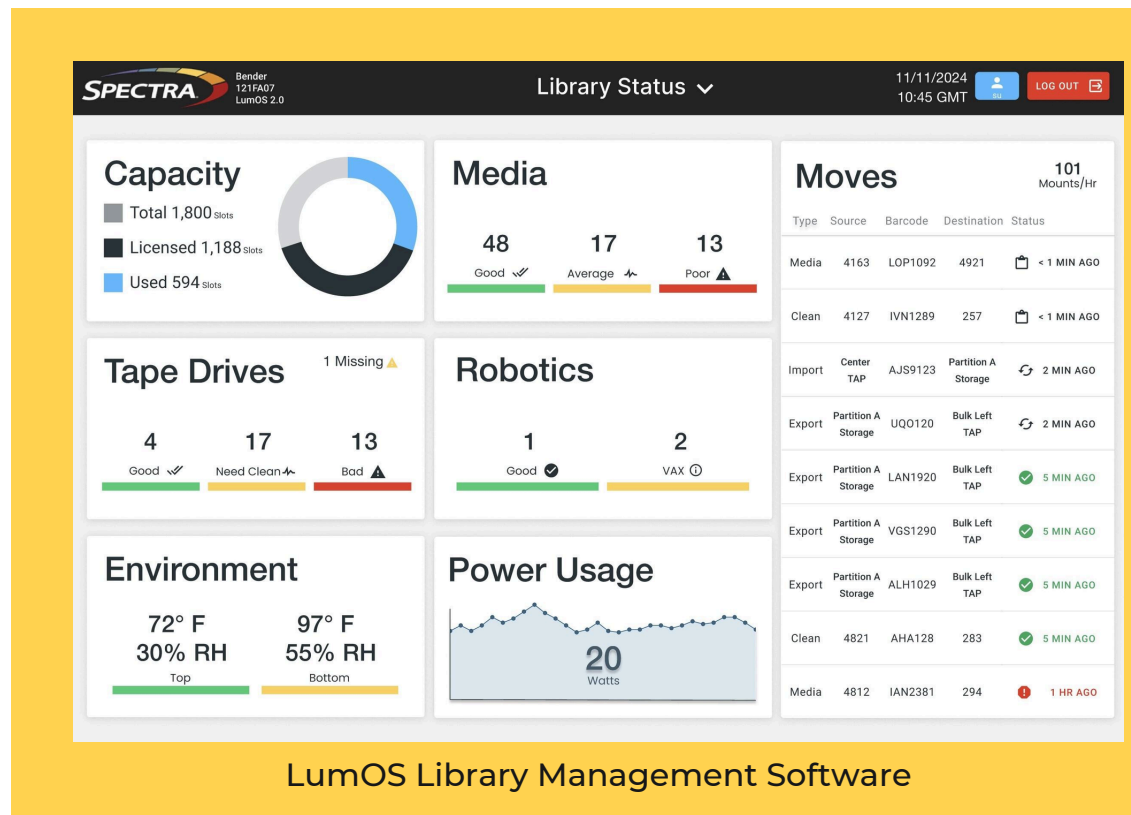 SPECTRA
Bender
121FA07
LumOS 2.0
Library Status
11/11/2024
10:45 GMT
su
LOG OUT
Capacity
Total 1,800 Slots
Licensed 1,188 Slots
Used 594 Slots
Media
48 17 13
Good Average Poor
Tape Drives
1 Missing
4 17 13
Good Need Clean Bad
Robotics
1 2
Good VAX
Environment
72° F 97° F
30% RH 55% RH
Top Bottom
Power Usage
20
Watts
Moves
101
Mounts/Hr
Type Source Barcode Destination Status
Media 4163 LOP1092 4921 < 1 MIN AGO
Clean 4127 IVN1289 257 < 1 MIN AGO
Import Center TAP AJS9123 Partition A Storage 2 MIN AGO
Export Partition A Storage UQO120 Bulk Left TAP 2 MIN AGO
Export Partition A Storage LAN1920 Bulk Left TAP 5 MIN AGO
Export Partition A Storage VGS1290 Bulk Left TAP 5 MIN AGO
Export Partition A Storage ALH1029 Bulk Left TAP 5 MIN AGO
Clean 4821 AHA128 283 5 MIN AGO
Media 4812 IAN2381 294 1 HR AGO
LumOS Library Management Software